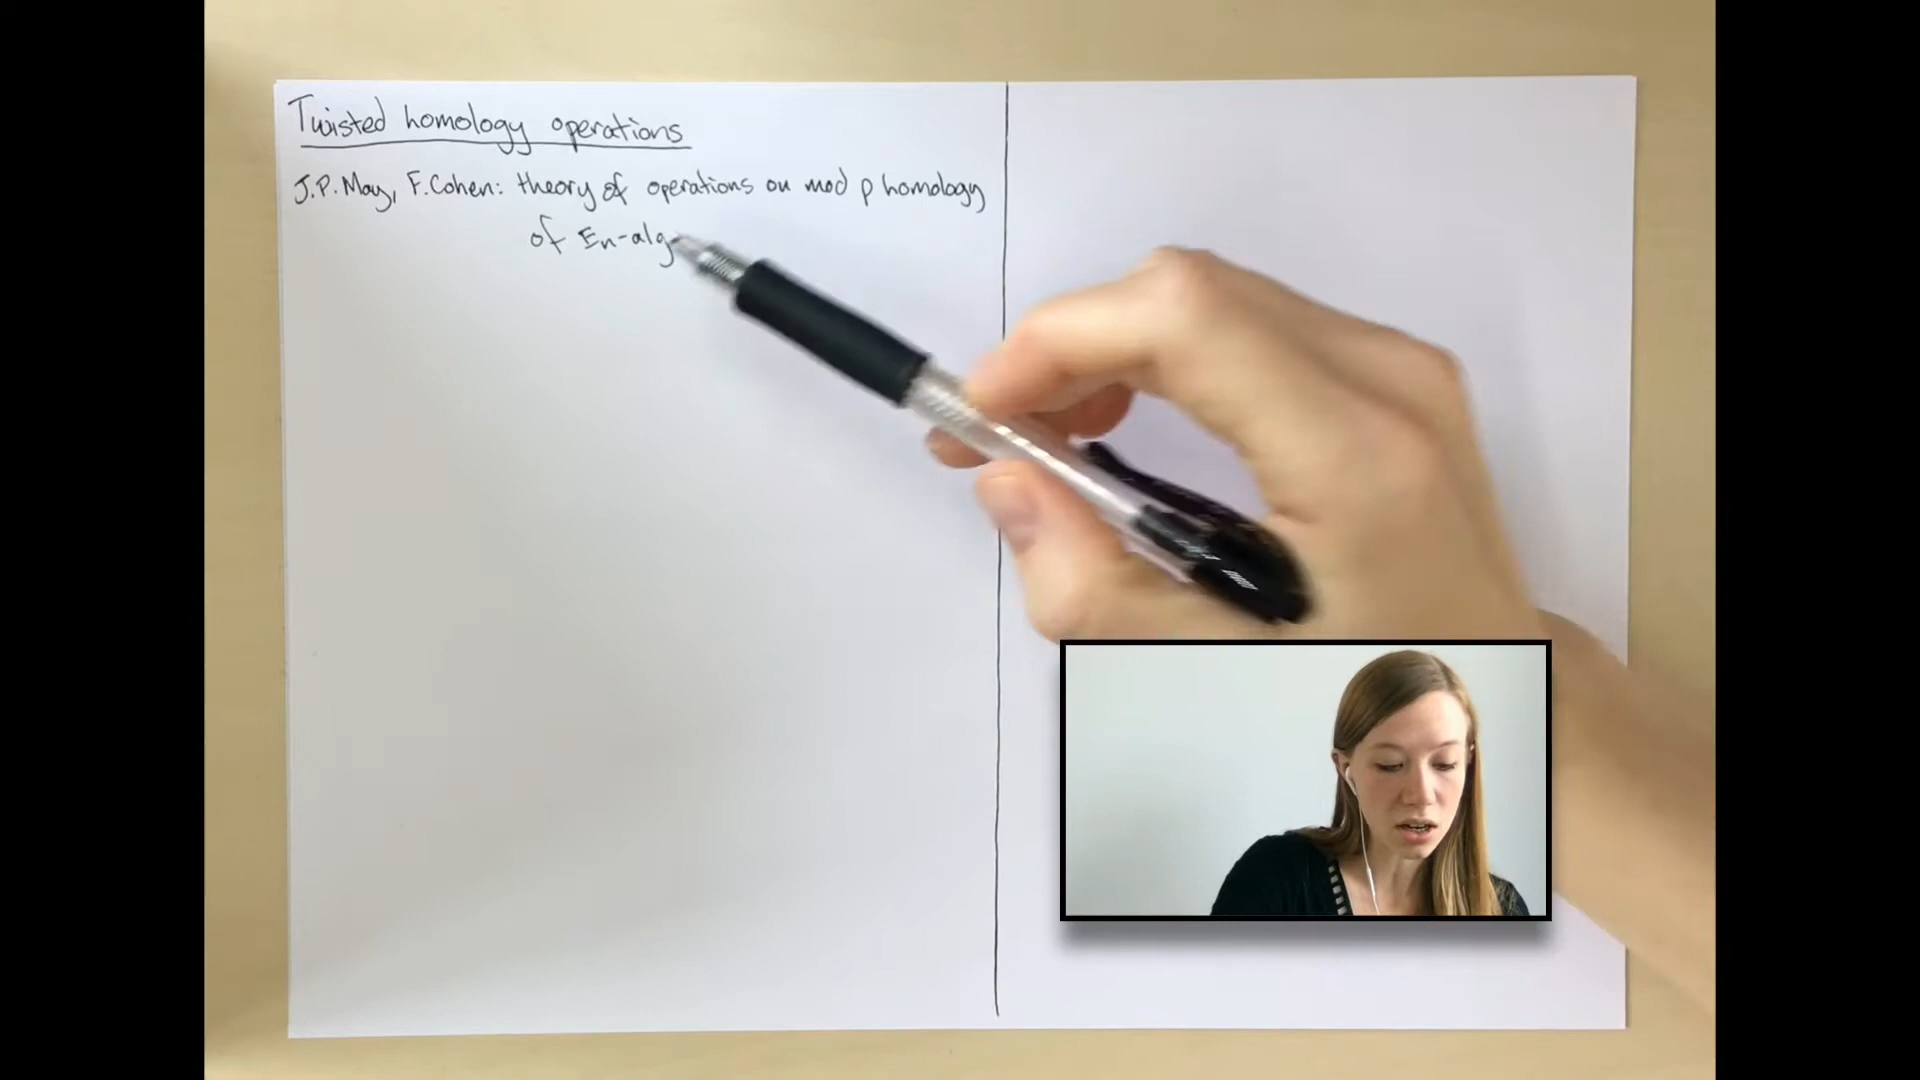 Twisted homology operations
J.P. May, F. Cohen: theory of operations on mod p homology
of En-alg